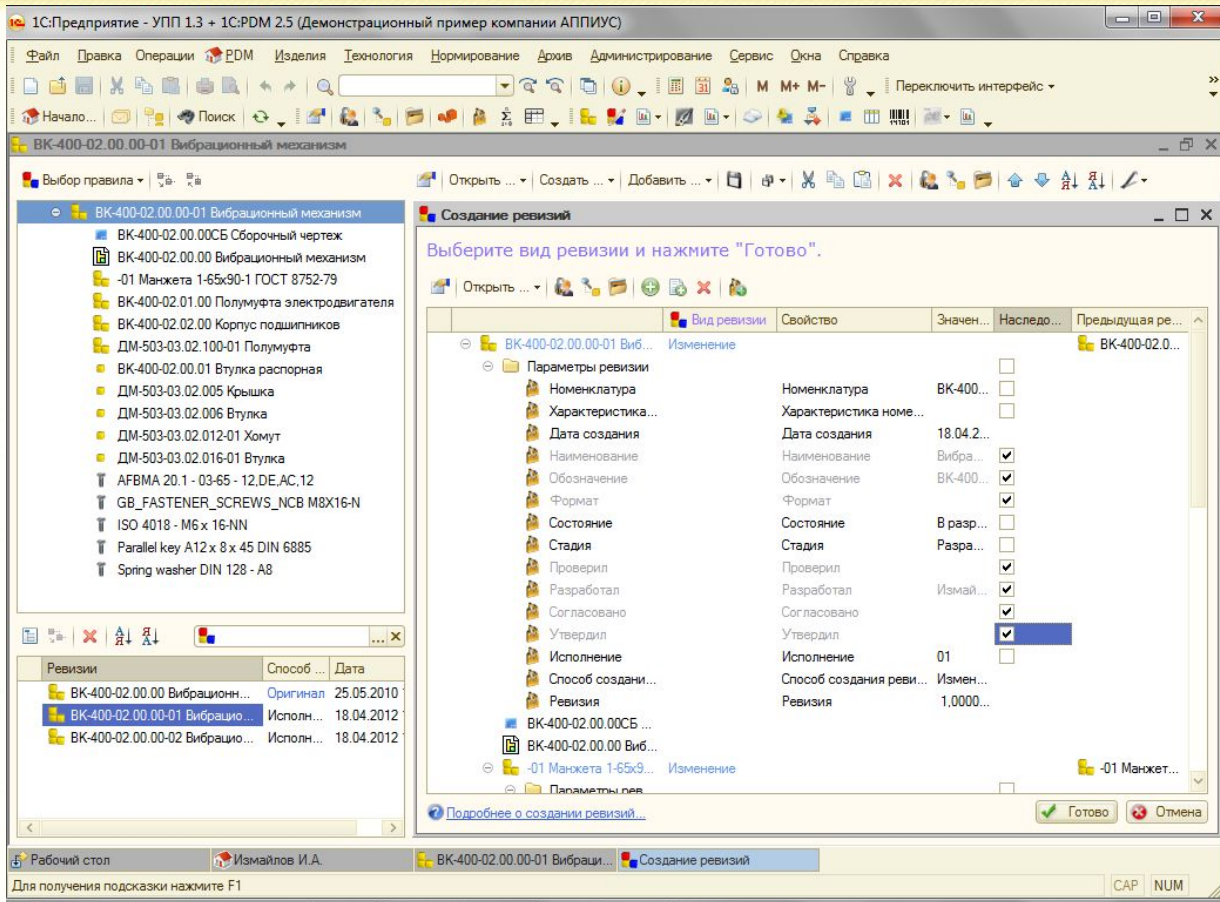 1С:Предприятие - УПП 1.3 + 1С:PDM 2.5 (Демонстрационный пример компании АППИУС)
Файл Правка Операции PDM Изделия Технология Нормирование Архив Администрирование Сервис Окна Справка
M M+ M- Переключить интерфейс
Начало... Поиск
ВК-400-02.00.00-01 Вибрационный механизм
Выбор правила
Открыть ... Создать ... Добавить ...
ВК-400-02.00.00-01 Вибрационный механизм
ВК-400-02.00.00СБ Сборочный чертеж
ВК-400-02.00.00 Вибрационный механизм
-01 Манжета 1-65x90-1 ГОСТ 8752-79
ВК-400-02.01.00 Полумуфта электродвигателя
ВК-400-02.02.00 Корпус подшипников
ДМ-503-03.02.100-01 Полумуфта
ВК-400-02.00.01 Втулка распорная
ДМ-503-03.02.005 Крышка
ДМ-503-03.02.006 Втулка
ДМ-503-03.02.012-01 Хомут
ДМ-503-03.02.016-01 Втулка
AFBMA 20.1 - 03-65 - 12,DE,AC,12
GB_FASTENER_SCREWS_NCB M8X16-N
ISO 4018 - M6 x 16-NN
Parallel key A12 x 8 x 45 DIN 6885
Spring washer DIN 128 - A8
Ревизии Способ ... Дата
ВК-400-02.00.00 Вибрационн... Оригинал 25.05.2010
ВК-400-02.00.00-01 Вибрацио... Исполн... 18.04.2012
ВК-400-02.00.00-02 Вибрацио... Исполн... 18.04.2012
Создание ревизий
Выберите вид ревизии и нажмите "Готово".
Открыть ...
Вид ревизии Свойство Значен... Наследо... Предыдущая ре...
ВК-400-02.00.00-01 Виб... Изменение ВК-400-02.0...
Параметры ревизии
Номенклатура Номенклатура ВК-400...
Характеристика... Характеристика номе...
Дата создания Дата создания 18.04.2...
Наименование Наименование Вибра...
Обозначение Обозначение ВК-400...
Формат Формат
Состояние Состояние В разр...
Стадия Стадия Разра...
Проверил Проверил
Разработал Разработал Измай...
Согласовано Согласовано
Утвердил Утвердил
Исполнение Исполнение 01
Способ создани... Способ создания реви... Измен...
Ревизия Ревизия 1,0000...
ВК-400-02.00.00СБ ...
ВК-400-02.00.00 Виб...
-01 Манжета 1-65x9... Изменение -01 Манжет...
Параметры рев...
Подробнее о создании ревизий...
Готово Отмена
Рабочий стол Измайлов И.А. ВК-400-02.00.00-01 Вибраци... Создание ревизий
Для получения подсказки нажмите F1 CAP NUM